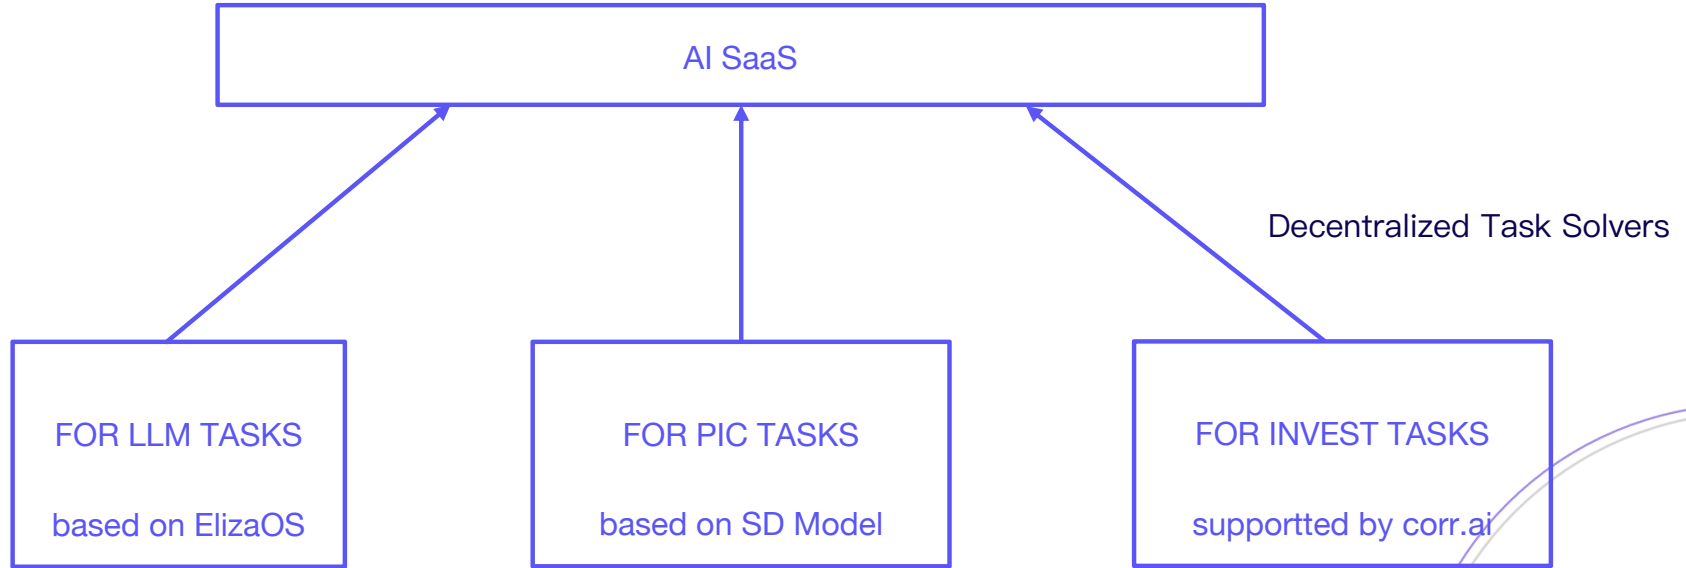 AI SaaS
Decentralized Task Solvers
FOR LLM TASKS
based on ElizaOS
FOR PIC TASKS
based on SD Model
FOR INVEST TASKS
supportted by corr.ai